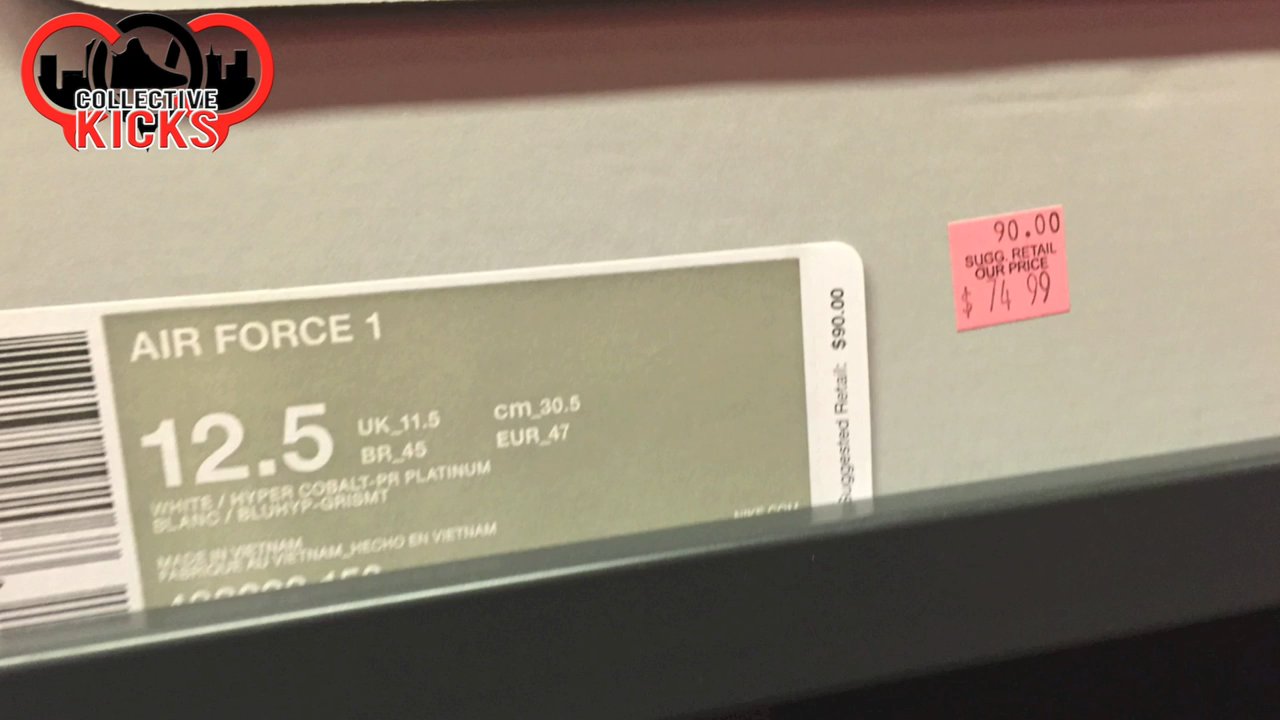 COLLECTIVE
KICKS
90.00
SUGG. RETAIL
OUR PRICE
$ 74 99
AIR FORCE 1
12.5
UK_11.5
cm_30.5
BR_45
EUR_47
WHITE / HYPER COBALT-PR PLATINUM
BLANC / BLUHYP-GRISMT
MADE IN VIETNAM
FABRIQUE AU VIETNAM_HECHO EN VIETNAM
NIKE.COM
Suggested Retail: $90.00